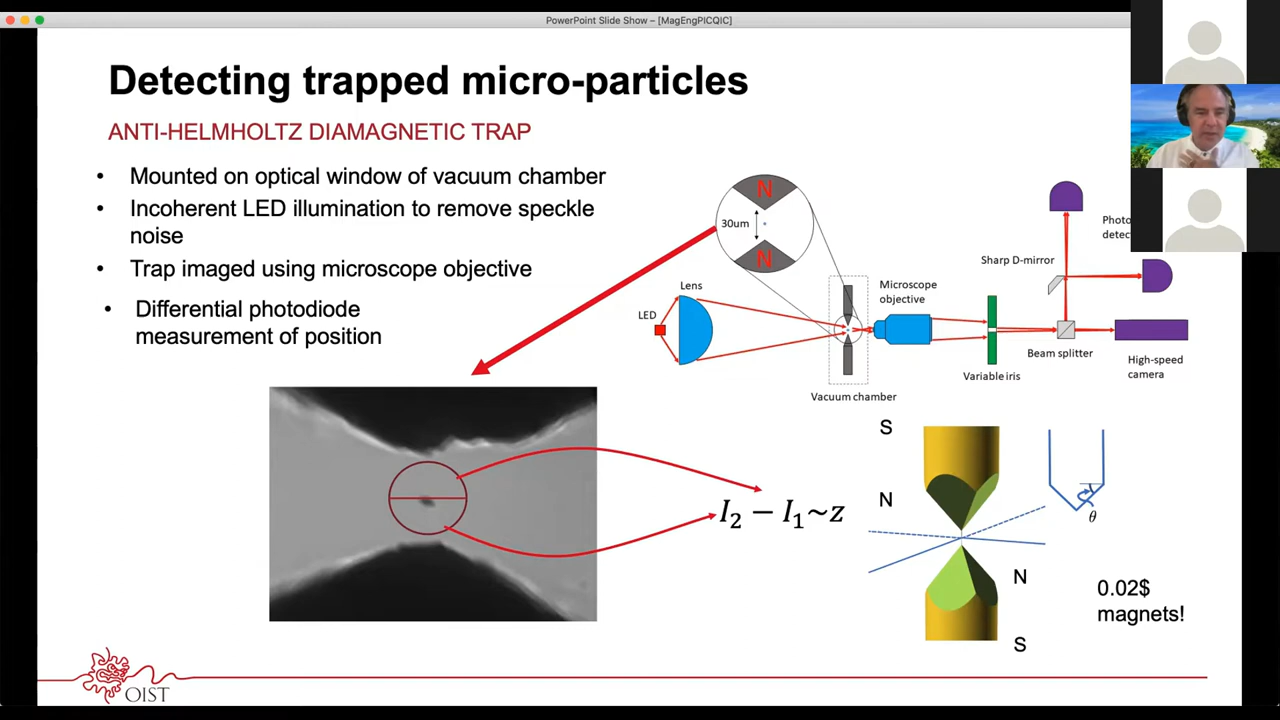 PowerPoint Slide Show – [MagEngPICQIC]
Detecting trapped micro-particles
ANTI-HELMHOLTZ DIAMAGNETIC TRAP
• Mounted on optical window of vacuum chamber
• Incoherent LED illumination to remove speckle
noise
• Trap imaged using microscope objective
• Differential photodiode
measurement of position
N
30um
N
Lens
LED
Microscope
objective
Vacuum chamber
Variable iris
Sharp D-mirror
Beam splitter
High-speed
camera
I₂ − I₁~z
S
N
N
S
θ
0.02$
magnets!
OIST